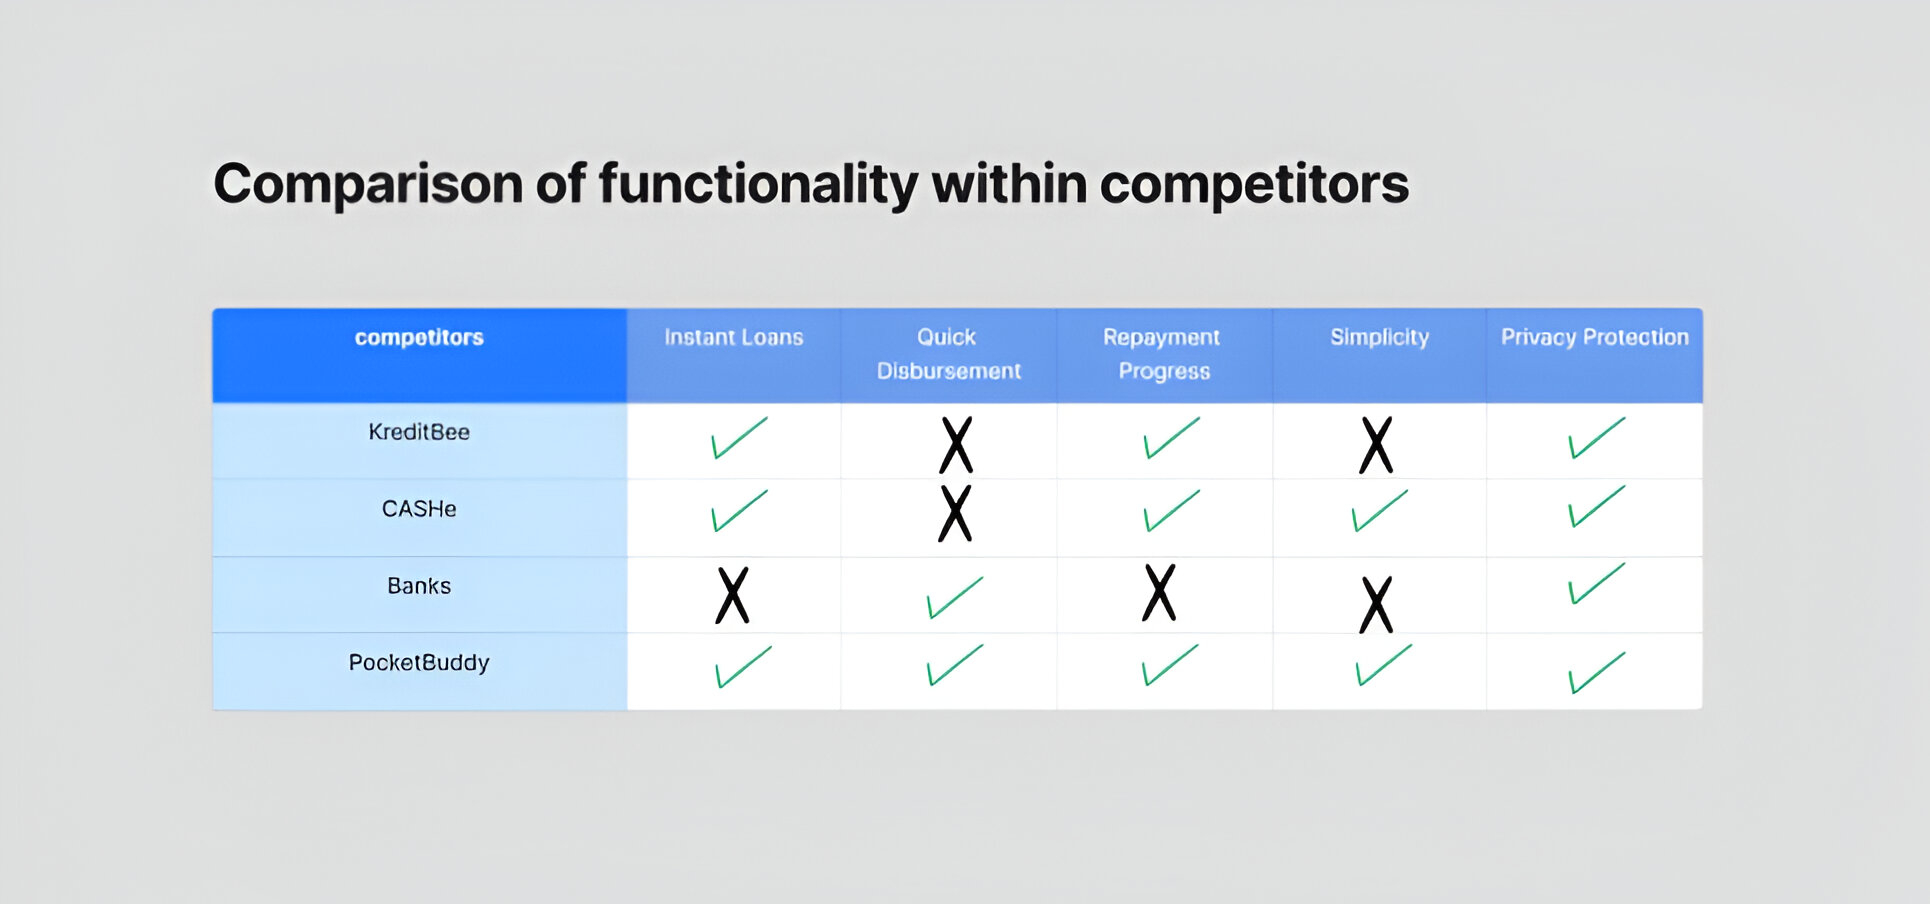 Comparison of functionality within competitors
competitors Instant Loans Quick Disbursement Repayment Progress Simplicity Privacy Protection
KreditBee ✓ X ✓ X ✓
CASHe ✓ X ✓ ✓ ✓
Banks X ✓ X X ✓
PocketBuddy ✓ ✓ ✓ ✓ ✓